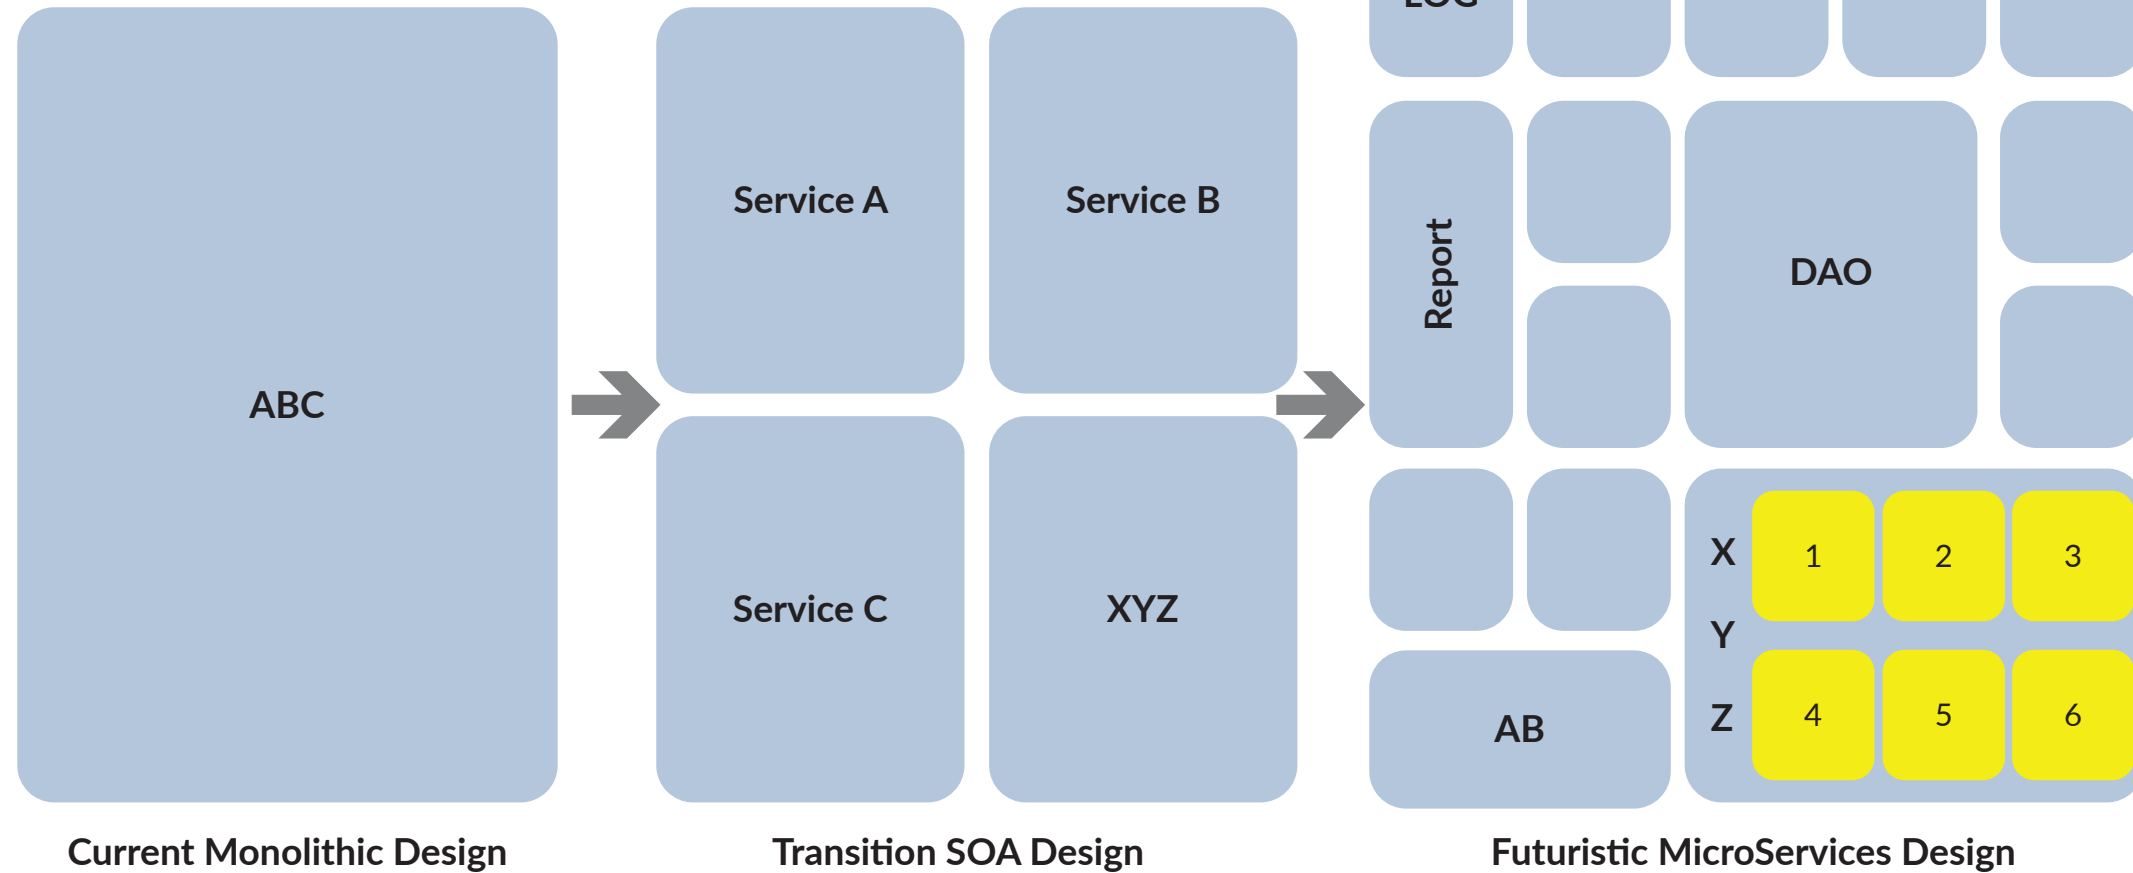 LOG
Service A
Service B
Report
DAO
ABC
X
1
2
3
Service C
XYZ
Y
Z
4
5
6
AB
Current Monolithic Design
Transition SOA Design
Futuristic MicroServices Design